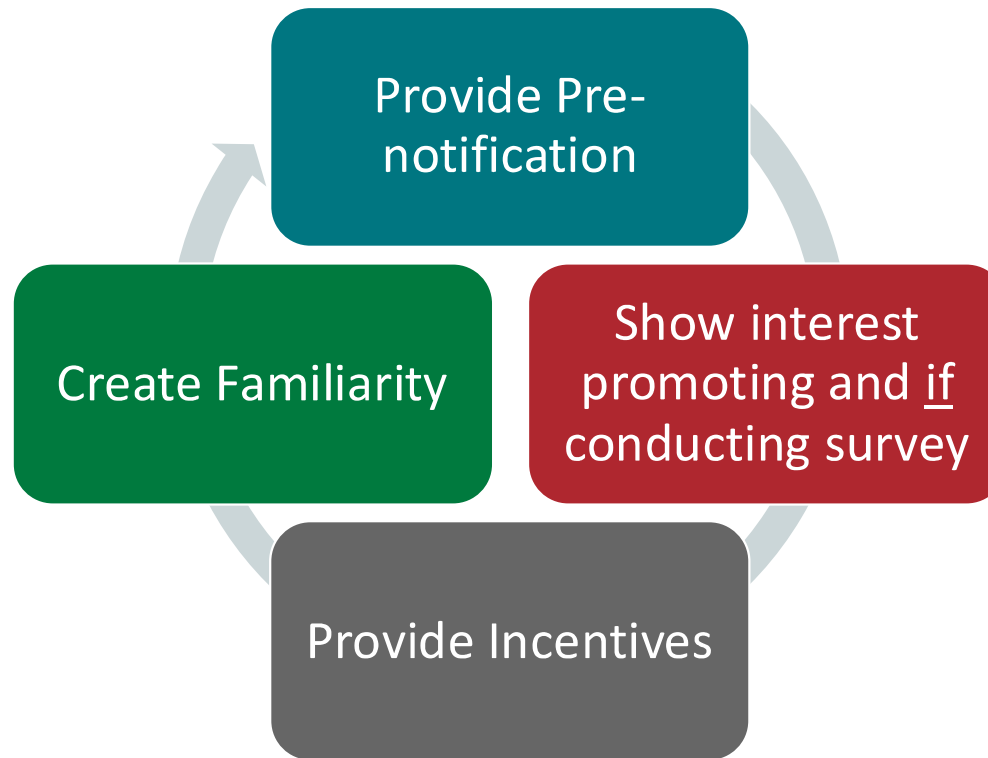 Provide Pre-
notification
Show interest
promoting and if
conducting survey
Provide Incentives
Create Familiarity